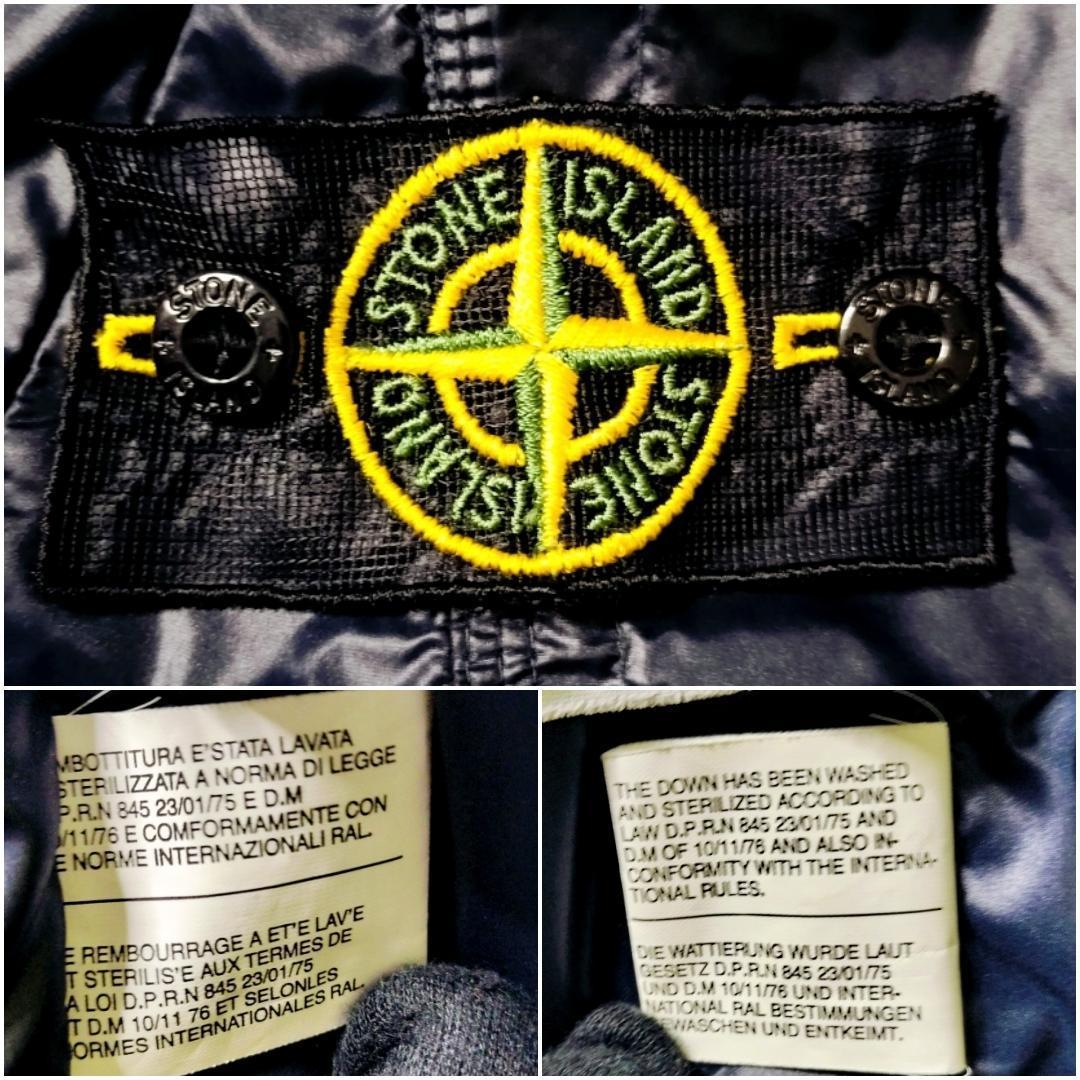 STONE ISLAND
STONE ISLAND
STONE
ISLAND
STONE
ISLAND
MBOTTITURA E'STATA LAVATA
STERILIZZATA A NORMA DI LEGGE
.P.R.N 845 23/01/75 E D.M
/11/76 E COMFORMAMENTE CON
E NORME INTERNAZIONALI RAL.
E REMBOURRAGE A ET'E LAV'E
T STERILIS'E AUX TERMES DE
A LOI D.P.R.N 845 23/01/75
T D.M 10/11 76 ET SELONLES
ORMES INTERNATIONALES RAL.
THE DOWN HAS BEEN WASHED
AND STERILIZED ACCORDING TO
LAW D.P.R.N 845 23/01/75 AND
D.M OF 10/11/76 AND ALSO IN-
CONFORMITY WITH THE INTERNA-
TIONAL RULES.
DIE WATTIERUNG WURDE LAUT
GESETZ D.P.R.N 845 23/01/75
UND D.M 10/11/76 UND INTER-
NATIONAL RAL BESTIMMUNGEN
EWASCHEN UND ENTKEIMT.